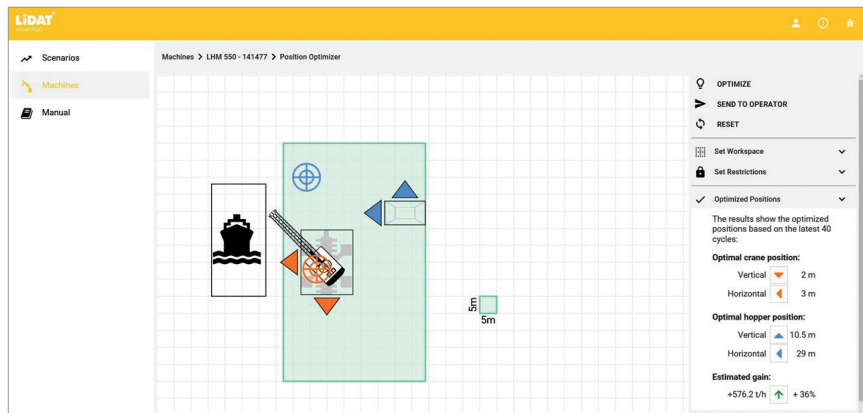 LiDAT
smartApp
Scenarios
Machines
Manual
Machines > LHM 550 - 141477 > Position Optimizer
5m
5m
OPTIMIZE
SEND TO OPERATOR
RESET
Set Workspace
Set Restrictions
Optimized Positions
The results show the optimized
positions based on the latest 40
cycles:
Optimal crane position:
Vertical 2 m
Horizontal 3 m
Optimal hopper position:
Vertical 10.5 m
Horizontal 29 m
Estimated gain:
+576.2 t/h + 36%